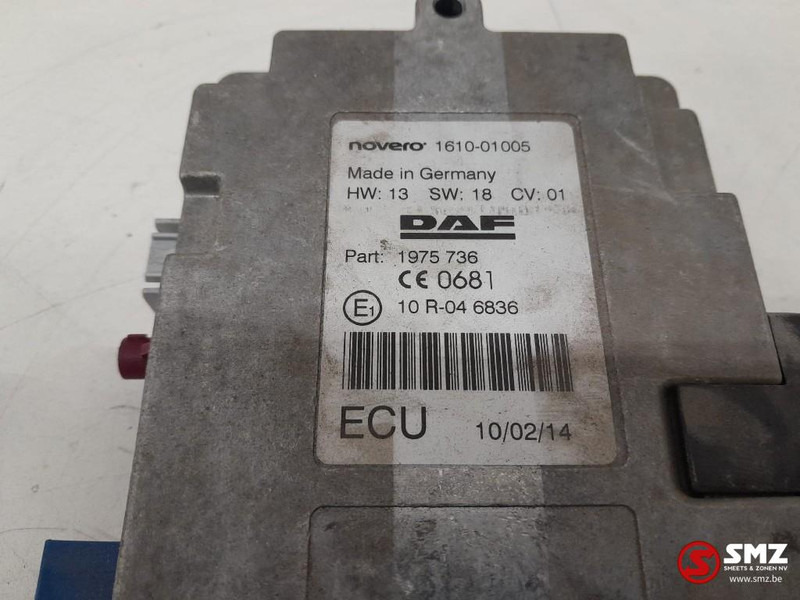 novero 1610-01005
Made in Germany
HW: 13 SW: 18 CV: 01
DAF
Part: 1975 736
CE 0681
E1 10 R-04 6836
ECU 10/02/14
SMZ
SMEETS & ZONEN NV
www.smz.be